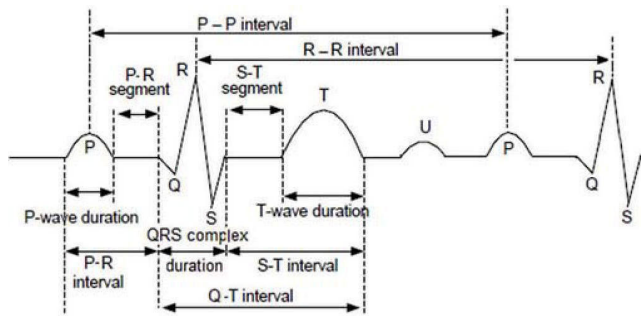 P – P interval
R – R interval
R
P-R
segment
S-T
segment
T
R
P
U
P
Q
Q
S
S
P-wave duration
T-wave duration
QRS complex
duration
P-R
interval
S-T interval
Q -T interval